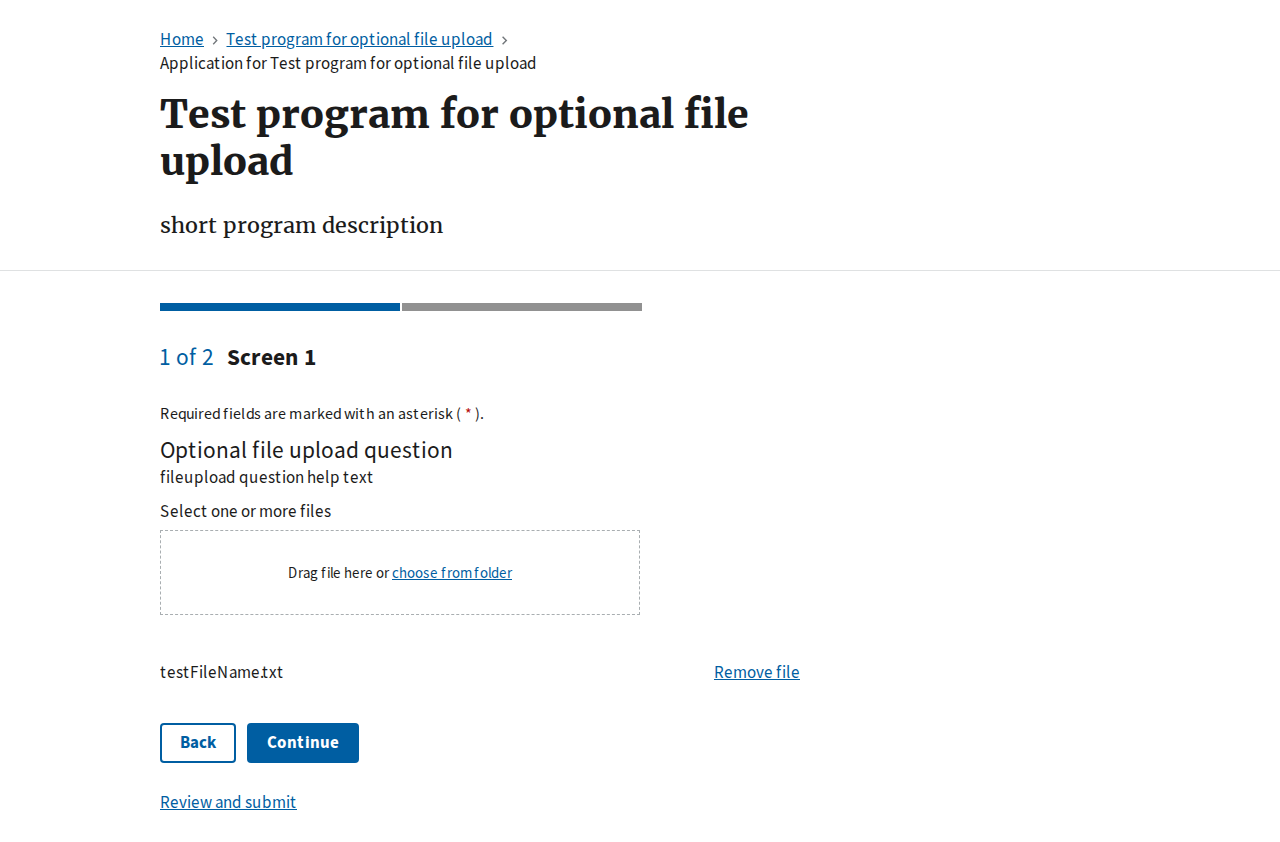 Home > Test program for optional file upload >
Application for Test program for optional file upload
Test program for optional file
upload
short program description
1 of 2 Screen 1
Required fields are marked with an asterisk ( * ).
Optional file upload question
fileupload question help text
Select one or more files
Drag file here or choose from folder
testFileName.txt Remove file
Back Continue
Review and submit